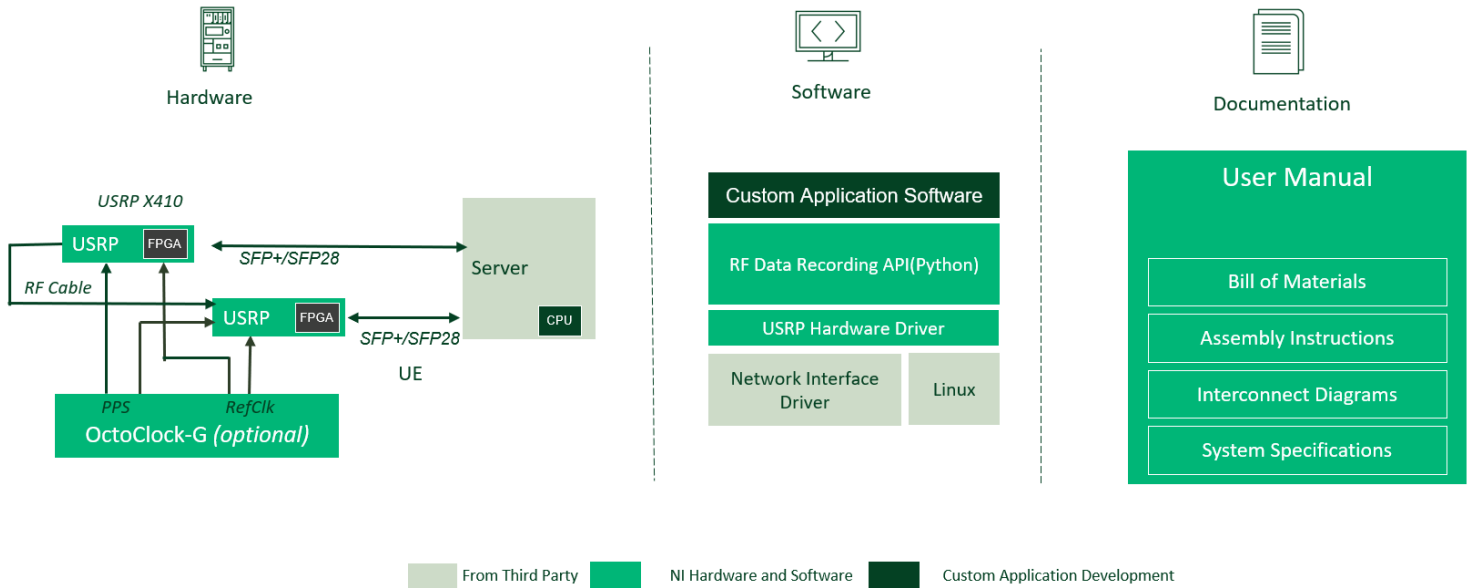 Hardware
Software
Documentation
USRP X410
USRP
FPGA
SFP+/SFP28
RF Cable
Server
CPU
USRP
FPGA
SFP+/SFP28
UE
PPS
RefClk
OctoClock-G (optional)
Custom Application Software
RF Data Recording API(Python)
USRP Hardware Driver
Network Interface
Driver
Linux
User Manual
Bill of Materials
Assembly Instructions
Interconnect Diagrams
System Specifications
From Third Party
NI Hardware and Software
Custom Application Development